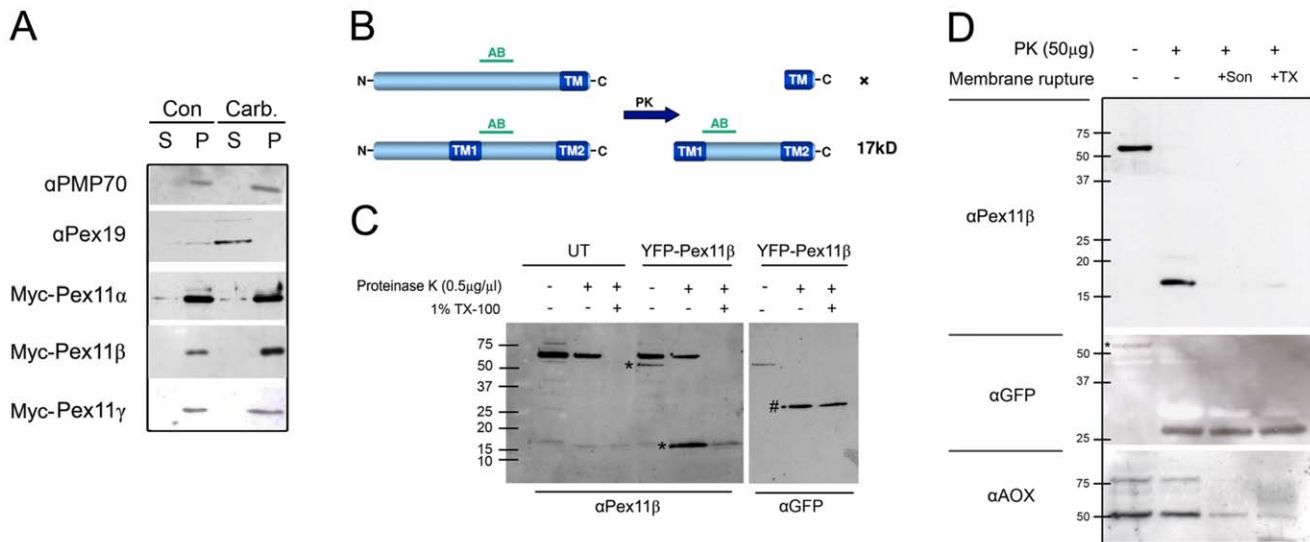 A
Con Carb.
S P S P
αPMP70
αPex19
Myc-Pex11α
Myc-Pex11β
Myc-Pex11γ
B
AB
N- TM -C
PK
TM -C ×
AB
N- TM1 TM2 -C
AB
TM1 TM2 -C 17kD
C
UT YFP-Pex11β YFP-Pex11β
Proteinase K (0.5µg/µl) - + + - + + - + +
1% TX-100 - - + - - + - - +
75
50
37
25
20
15
10
*
*
#
αPex11β αGFP
D
PK (50µg) - + + +
Membrane rupture - - +Son +TX
αPex11β
75
50
37
25
20
15
αGFP
*
50
37
25
αAOX
75
50